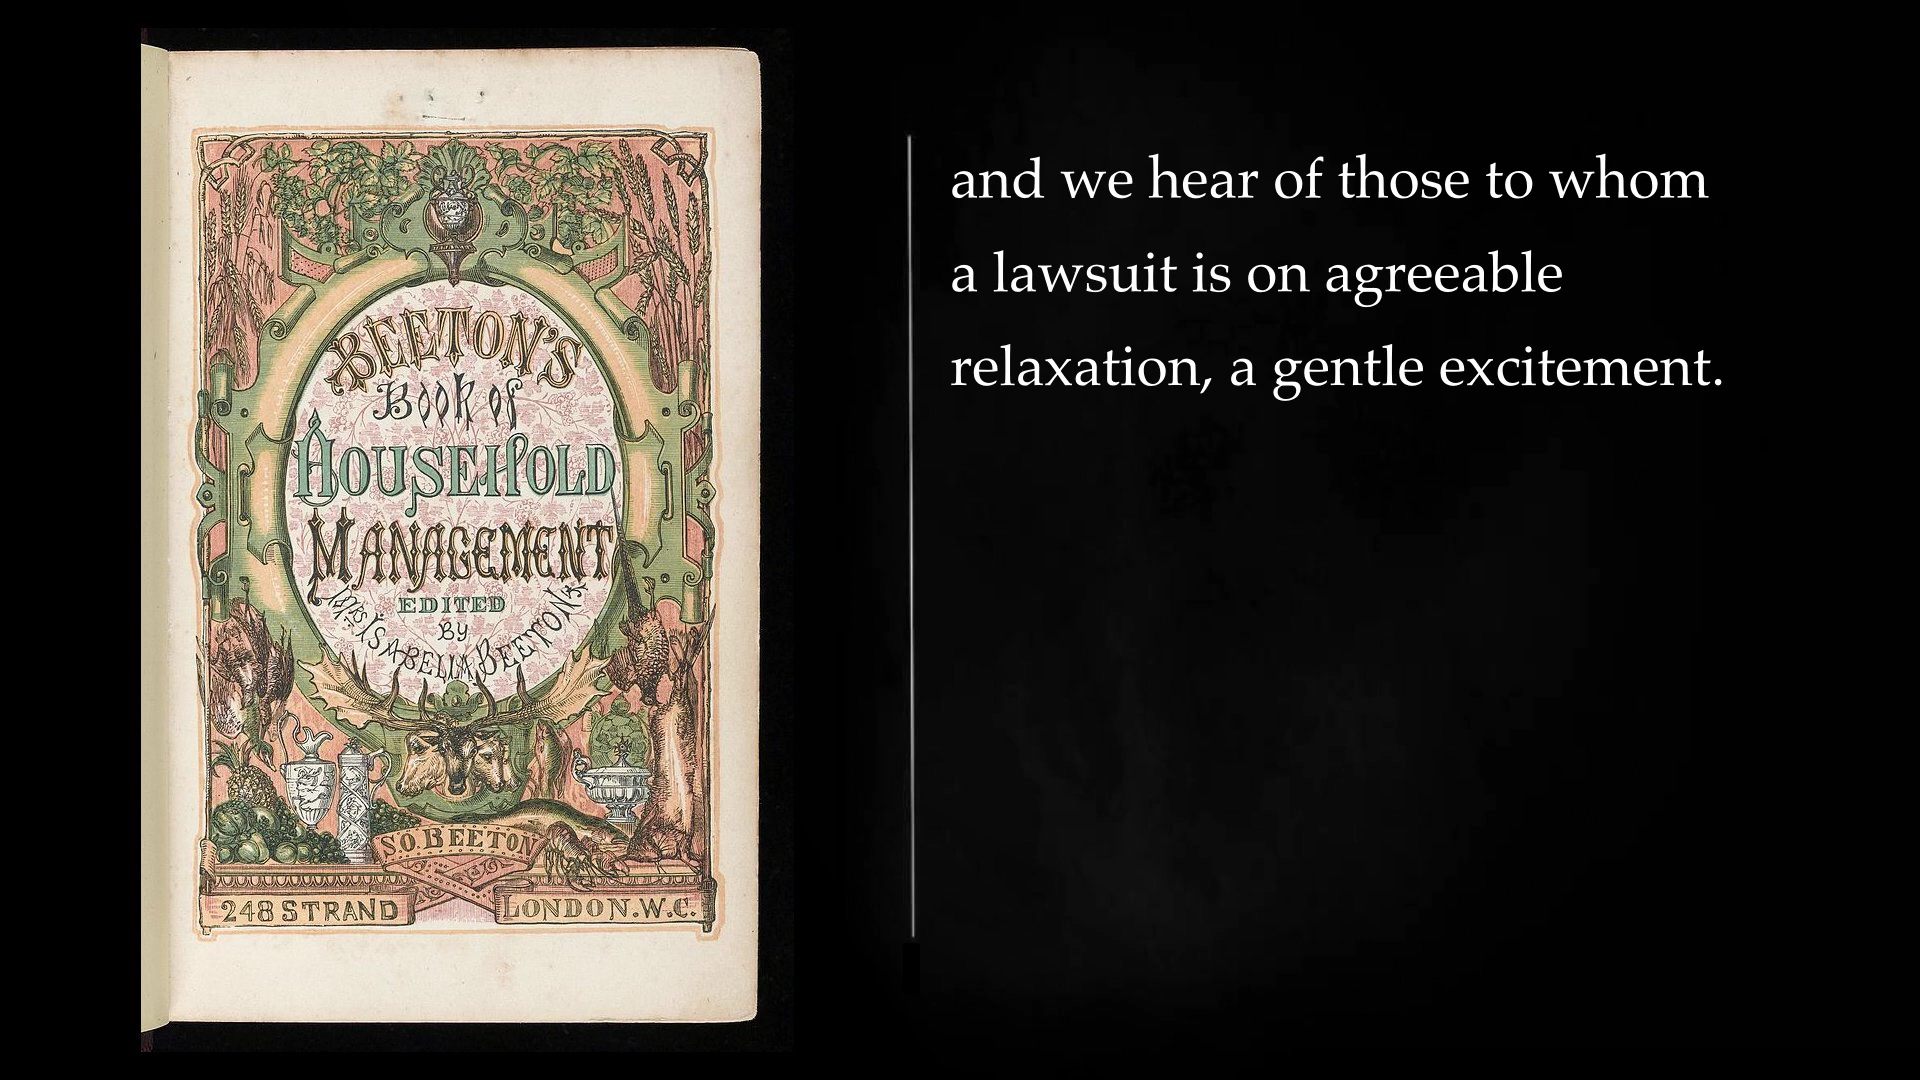 BEETON'S
Book of
HOUSEHOLD
MANAGEMENT
EDITED
BY
MRS ISABELLA BEETON
S.O. BEETON
248 STRAND
LONDON. W.C.
and we hear of those to whom
a lawsuit is on agreeable
relaxation, a gentle excitement.